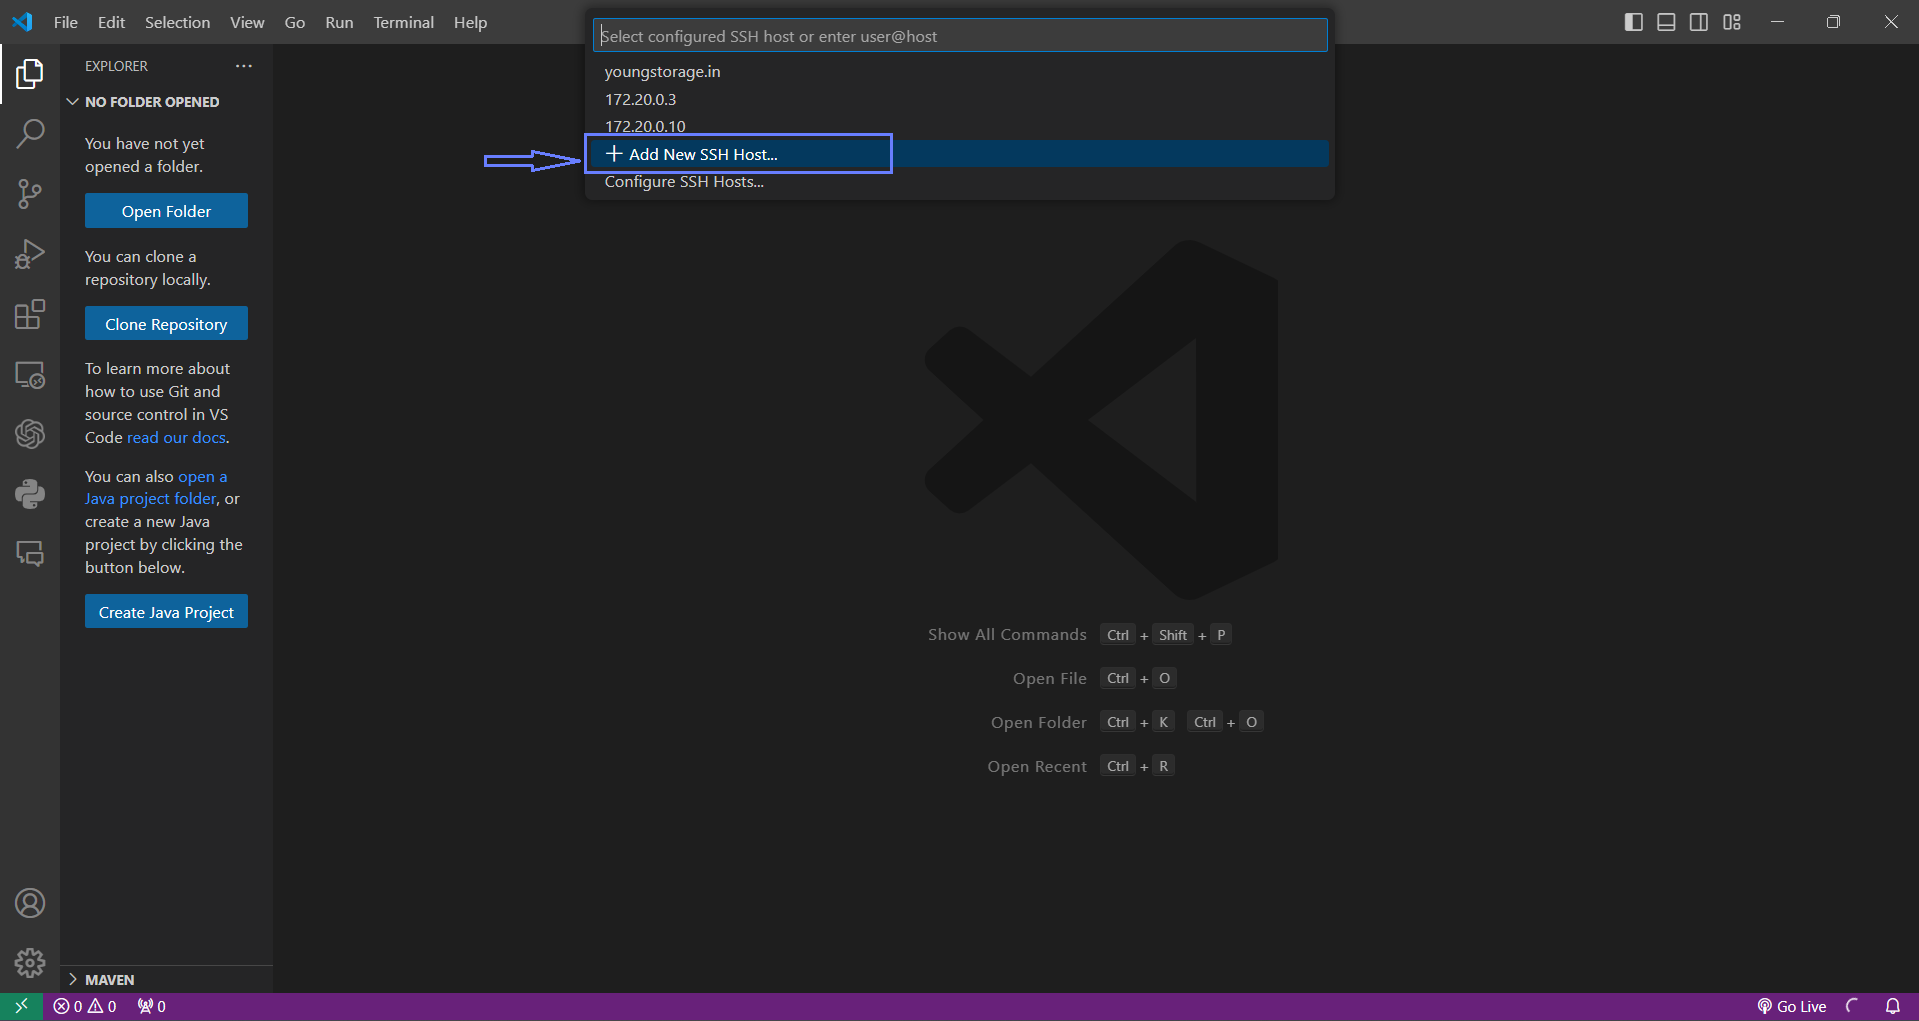 File Edit Selection View Go Run Terminal Help
Select configured SSH host or enter user@host
youngstorage.in
172.20.0.3
172.20.0.10
Add New SSH Host...
Configure SSH Hosts...
EXPLORER
NO FOLDER OPENED
You have not yet
opened a folder.
Open Folder
You can clone a
repository locally.
Clone Repository
To learn more about
how to use Git and
source control in VS
Code read our docs.
You can also open a
Java project folder, or
create a new Java
project by clicking the
button below.
Create Java Project
Show All Commands Ctrl + Shift + P
Open File Ctrl + O
Open Folder Ctrl + K Ctrl + O
Open Recent Ctrl + R
MAVEN
0 0 0 Go Live